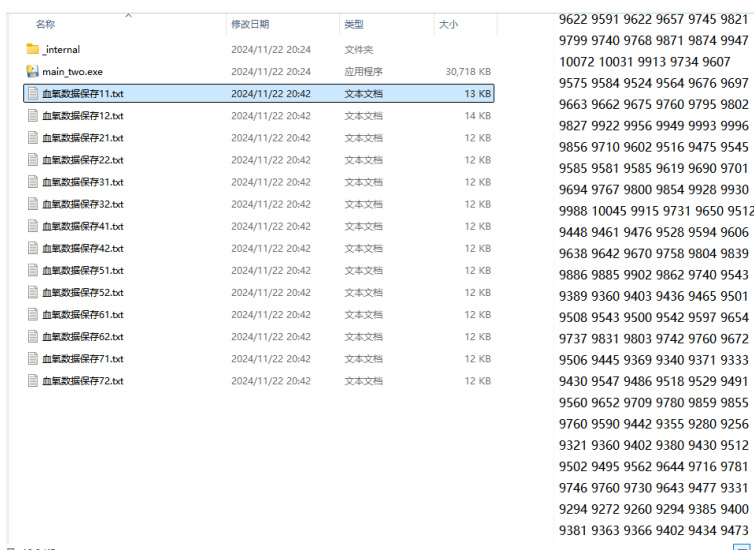 名称 修改日期 类型 大小
_internal 2024/11/22 20:24 文件夹
main_two.exe 2024/11/22 20:24 应用程序 30,718 KB
血氧数据保存11.txt 2024/11/22 20:42 文本文档 13 KB
血氧数据保存12.txt 2024/11/22 20:42 文本文档 14 KB
血氧数据保存21.txt 2024/11/22 20:42 文本文档 12 KB
血氧数据保存22.txt 2024/11/22 20:42 文本文档 12 KB
血氧数据保存31.txt 2024/11/22 20:42 文本文档 12 KB
血氧数据保存32.txt 2024/11/22 20:42 文本文档 12 KB
血氧数据保存41.txt 2024/11/22 20:42 文本文档 12 KB
血氧数据保存42.txt 2024/11/22 20:42 文本文档 12 KB
血氧数据保存51.txt 2024/11/22 20:42 文本文档 12 KB
血氧数据保存52.txt 2024/11/22 20:42 文本文档 12 KB
血氧数据保存61.txt 2024/11/22 20:42 文本文档 12 KB
血氧数据保存62.txt 2024/11/22 20:42 文本文档 12 KB
血氧数据保存71.txt 2024/11/22 20:42 文本文档 12 KB
血氧数据保存72.txt 2024/11/22 20:42 文本文档 12 KB
9622 9591 9622 9657 9745 9821
9799 9740 9768 9871 9874 9947
10072 10031 9913 9734 9607
9575 9584 9524 9564 9676 9697
9663 9662 9675 9760 9795 9802
9827 9922 9956 9949 9993 9996
9856 9710 9602 9516 9475 9545
9585 9581 9585 9619 9690 9701
9694 9767 9800 9854 9928 9930
9988 10045 9915 9731 9650 9512
9448 9461 9476 9528 9594 9606
9638 9642 9670 9758 9804 9839
9886 9885 9902 9862 9740 9543
9389 9360 9403 9436 9465 9501
9508 9543 9500 9542 9597 9654
9737 9831 9803 9742 9760 9672
9506 9445 9369 9340 9371 9333
9430 9547 9486 9518 9529 9491
9560 9652 9709 9780 9859 9855
9760 9590 9442 9355 9280 9256
9321 9360 9402 9380 9430 9512
9502 9495 9562 9644 9716 9781
9746 9760 9730 9643 9477 9331
9294 9272 9260 9294 9385 9400
9381 9363 9366 9402 9434 9473